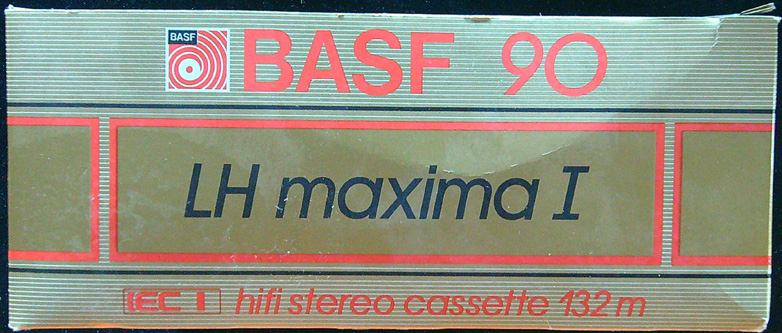 BASF
BASF 90
LH maxima I
IEC I hifi stereo cassette 132 m